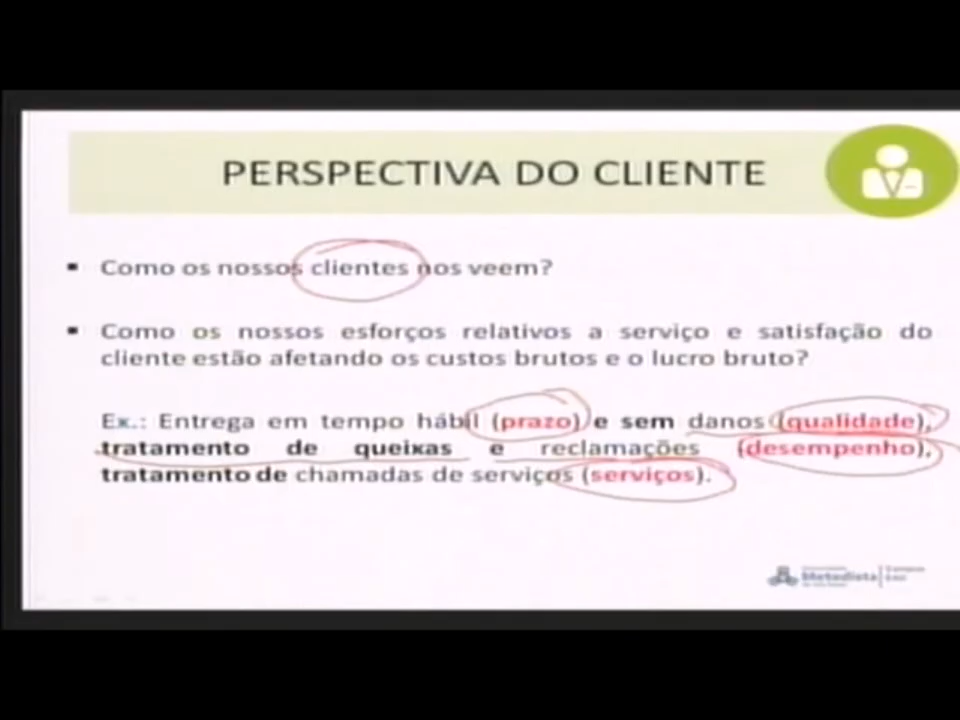 PERSPECTIVA DO CLIENTE
▪ Como os nossos clientes nos veem?
▪ Como os nossos esforços relativos a serviço e satisfação do
cliente estão afetando os custos brutos e o lucro bruto?
Ex.: Entrega em tempo hábil (prazo) e sem danos (qualidade),
tratamento de queixas e reclamações (desempenho),
tratamento de chamadas de serviços (serviços).
Metodista